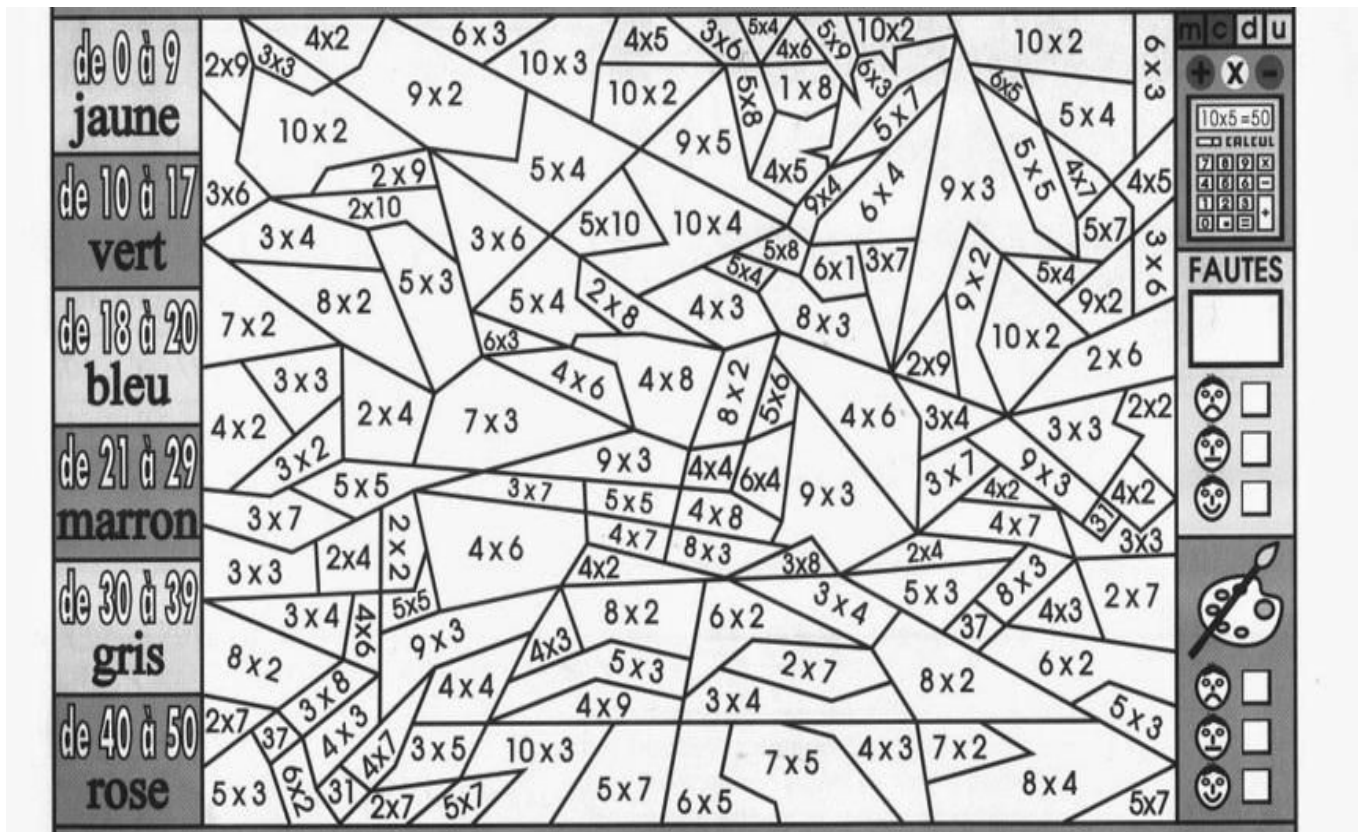 de 0 à 9
jaune
de 10 à 17
vert
de 18 à 20
bleu
de 21 à 29
marron
de 30 à 39
gris
de 40 à 50
rose
2x9
3x3
4x2
6x3
10x3
4x5
3x6
5x4
4x6
5x9
10x2
10x2
6x3
9x2
10x2
5x8
1x8
6x3
6x5
5x4
10x2
5x7
9x5
5x4
2x9
4x5
9x4
6x4
9x3
5x5
4x7
4x5
3x6
2x10
3x4
3x6
5x10
10x4
5x8
5x7
3x6
5x3
5x4
6x1
3x7
9x2
5x4
9x2
8x2
5x4
2x8
4x3
8x3
7x2
10x2
6x3
2x9
2x6
3x3
4x6
4x8
8x2
5x6
4x6
3x4
2x2
4x2
2x4
7x3
3x3
3x2
9x3
4x4
6x4
9x3
3x7
9x3
4x2
5x5
3x7
5x5
4x8
4x2
31
3x7
2x2
4x6
4x7
8x3
4x7
3x3
3x3
2x4
4x2
3x8
2x4
5x5
5x3
8x3
2x7
3x4
4x6
9x3
8x2
6x2
3x4
37
4x3
8x2
4x3
5x3
2x7
6x2
3x8
4x4
4x9
3x4
8x2
5x3
2x7
37
4x3
4x7
3x5
10x3
7x5
4x3
7x2
5x3
6x2
31
2x7
5x7
5x7
6x5
8x4
5x7
m c d u
+ x -
10x5=50
CALCUL
FAUTES